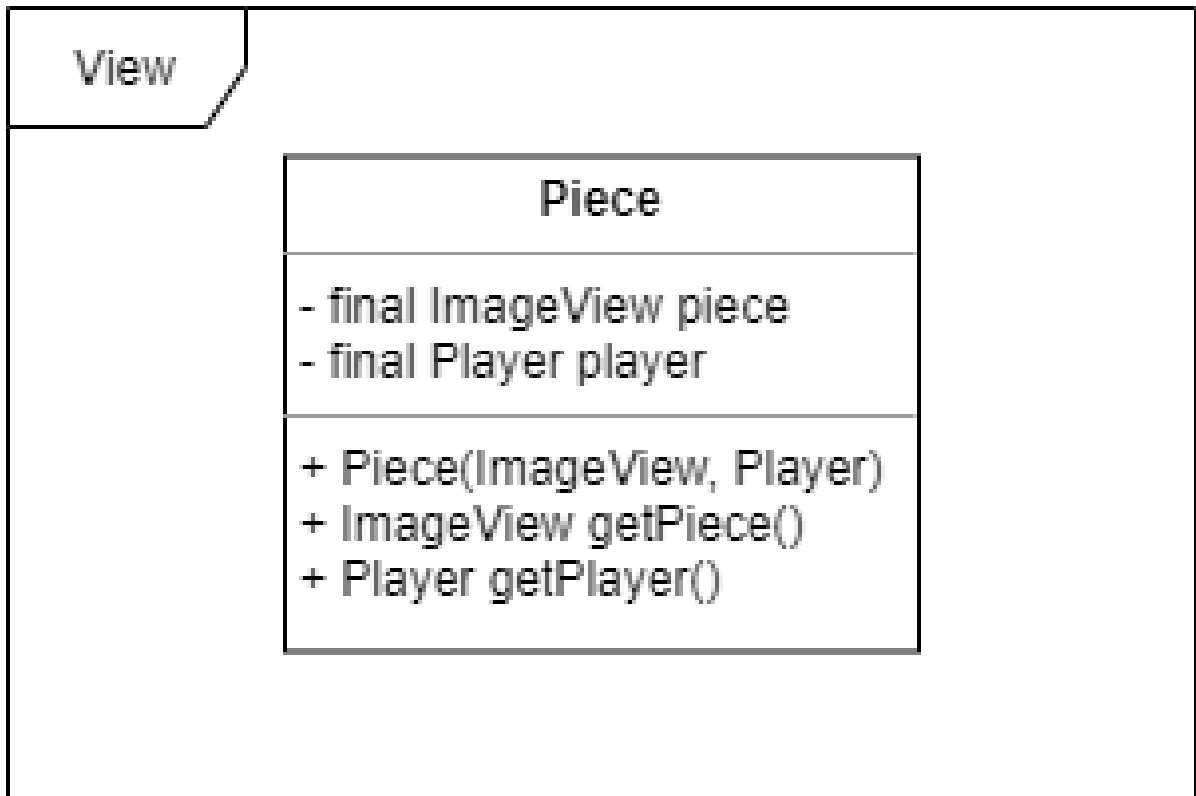 View
Piece
- final ImageView piece
- final Player player
+ Piece(ImageView, Player)
+ ImageView getPiece()
+ Player getPlayer()